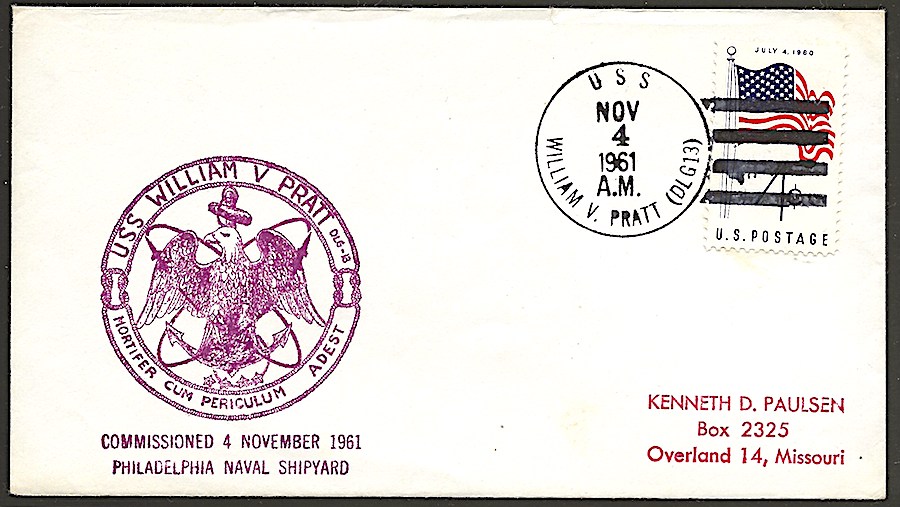 JULY 4, 1960
U.S. POSTAGE
USS
NOV
4
1961
A.M.
WILLIAM V. PRATT (DLG13)
USS WILLIAM V PRATT DLG-13
MORTIFER CUM PERICULUM ADEST
COMMISSIONED 4 NOVEMBER 1961
PHILADELPHIA NAVAL SHIPYARD
KENNETH D. PAULSEN
Box 2325
Overland 14, Missouri